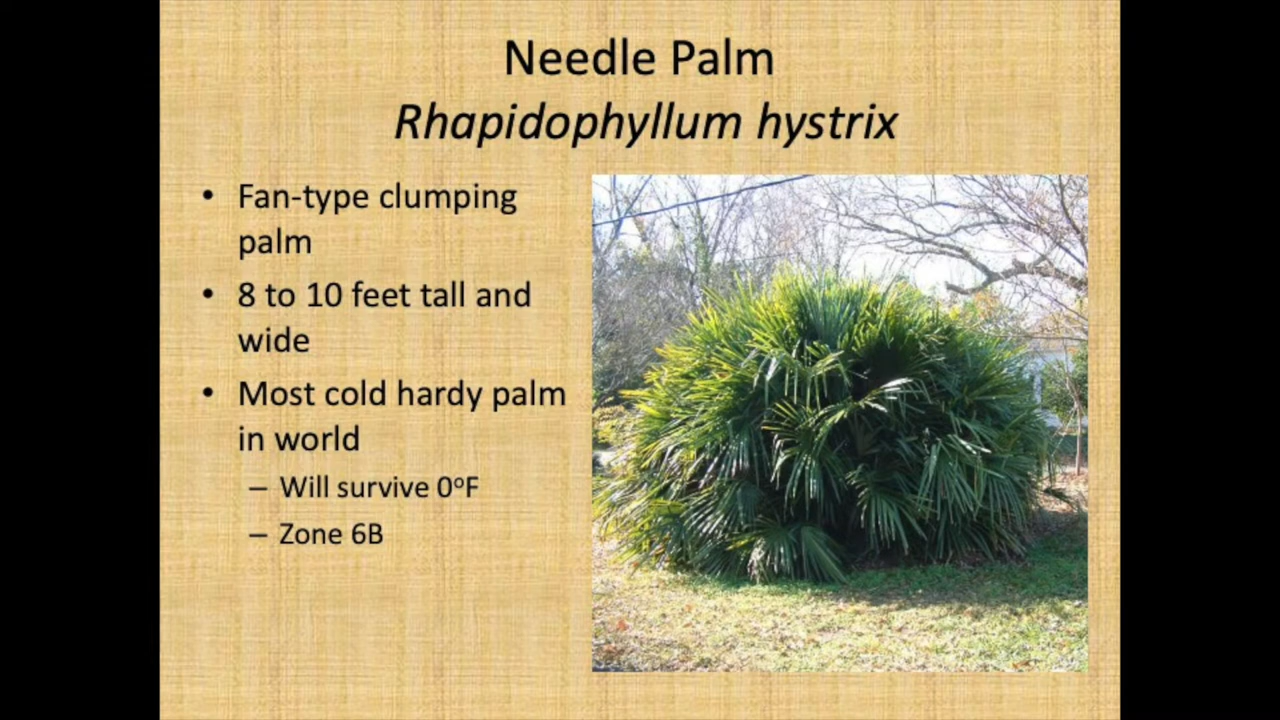 Needle Palm
Rhapidophyllum hystrix
• Fan-type clumping
palm
• 8 to 10 feet tall and
wide
• Most cold hardy palm
in world
– Will survive 0ºF
– Zone 6B